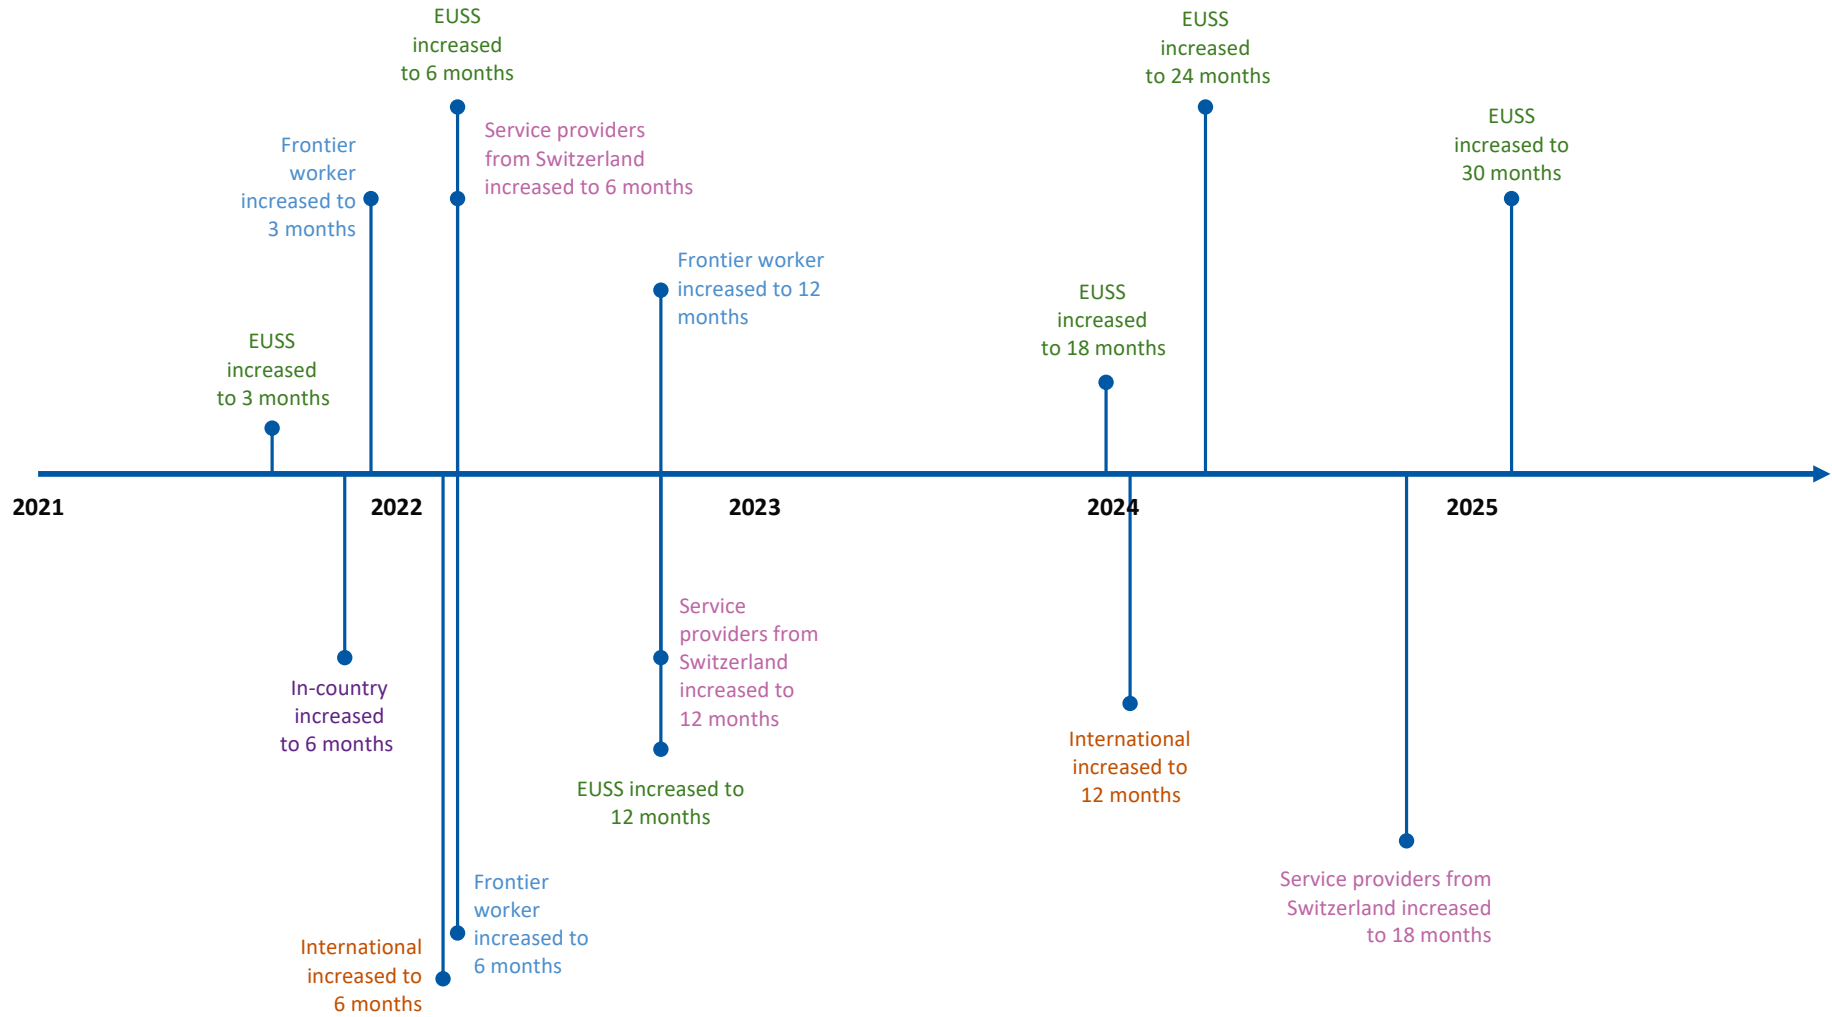 EUSS
increased
to 6 months
EUSS
increased
to 24 months
EUSS
increased to
30 months
Service providers
from Switzerland
increased to 6 months
Frontier
worker
increased to
3 months
Frontier worker
increased to 12
months
EUSS
increased
to 18 months
EUSS
increased
to 3 months
2021
2022
2023
2024
2025
Service
providers from
Switzerland
increased to
12 months
In-country
increased
to 6 months
EUSS increased to
12 months
International
increased to
12 months
Frontier
worker
increased to
6 months
Service providers from
Switzerland increased
to 18 months
International
increased to
6 months